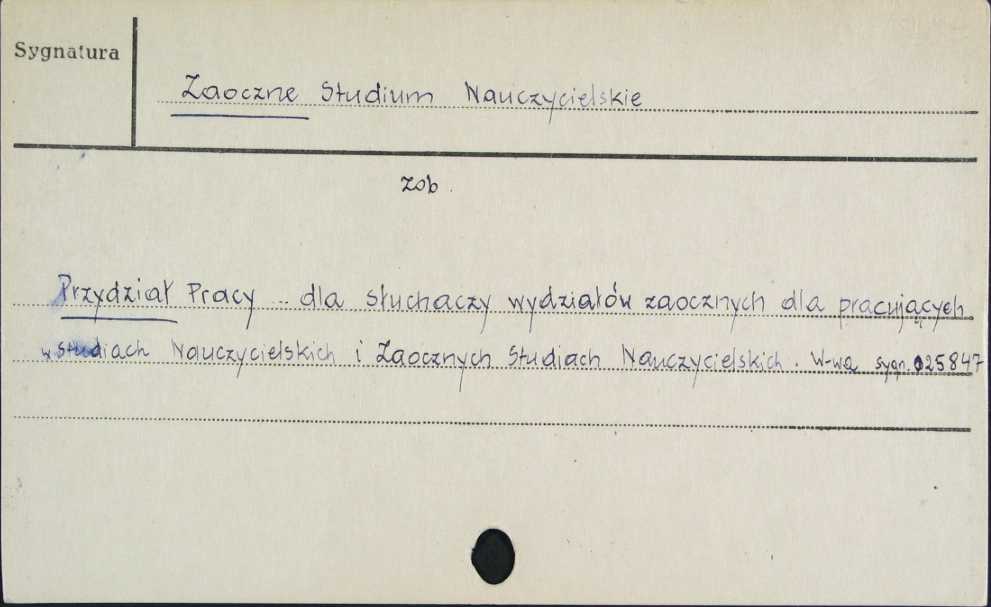 Sygnatura
Zaoczne Studium Nauczycielskie
zob.
Przydział Pracy .. dla słuchaczy wydziałów zaocznych dla pracujących
w Studiach Nauczycielskich i Zaocznych Studiach Nauczycielskich. W-wa sygn. 025847